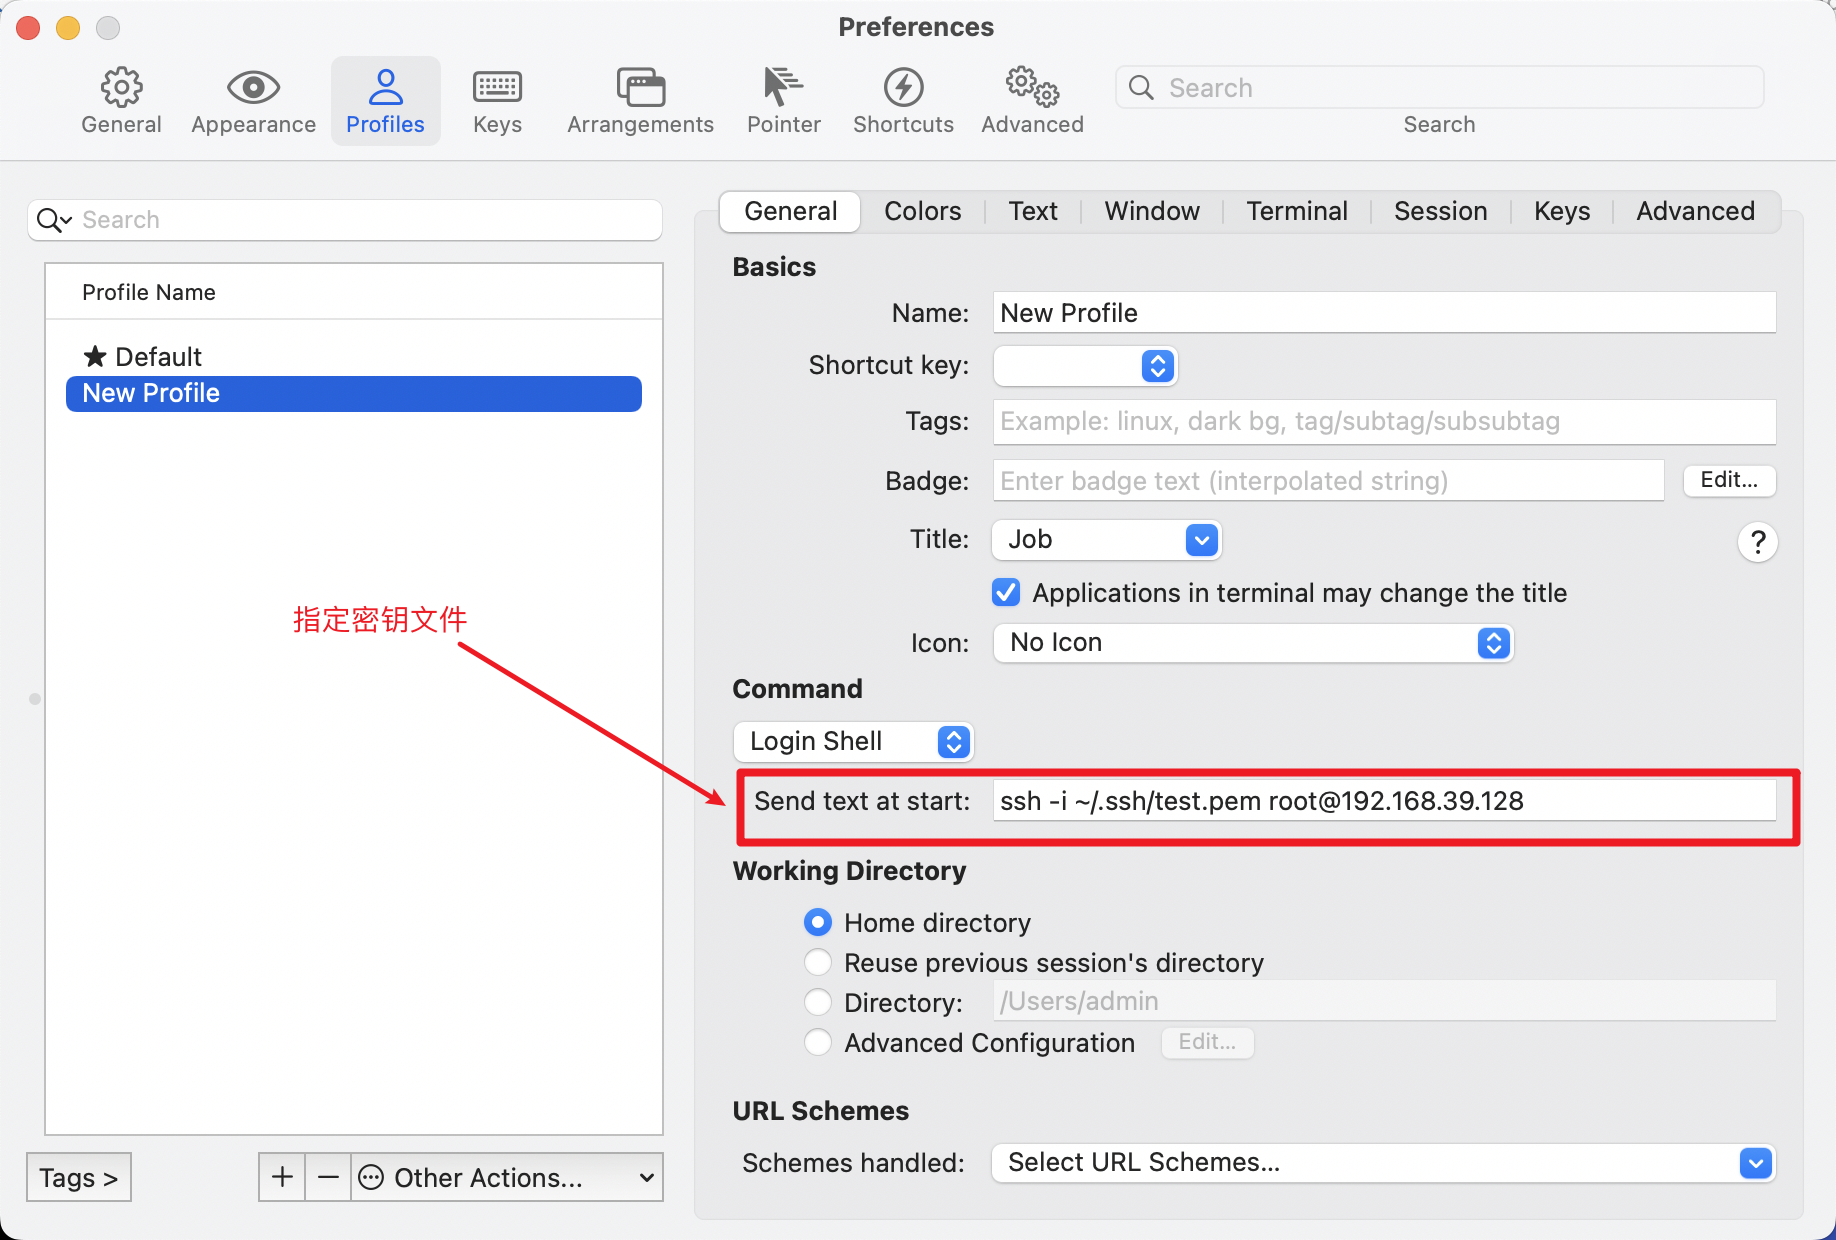 Preferences
General Appearance Profiles Keys Arrangements Pointer Shortcuts Advanced Search
Search
Search
General Colors Text Window Terminal Session Keys Advanced
Profile Name
★ Default
New Profile
指定密钥文件
Tags >
+ − Other Actions...
Basics
Name: New Profile
Shortcut key:
Tags: Example: linux, dark bg, tag/subtag/subsubtag
Badge: Enter badge text (interpolated string) Edit...
Title: Job ?
Applications in terminal may change the title
Icon: No Icon
Command
Login Shell
Send text at start: ssh -i ~/.ssh/test.pem root@192.168.39.128
Working Directory
Home directory
Reuse previous session's directory
Directory: /Users/admin
Advanced Configuration Edit...
URL Schemes
Schemes handled: Select URL Schemes...